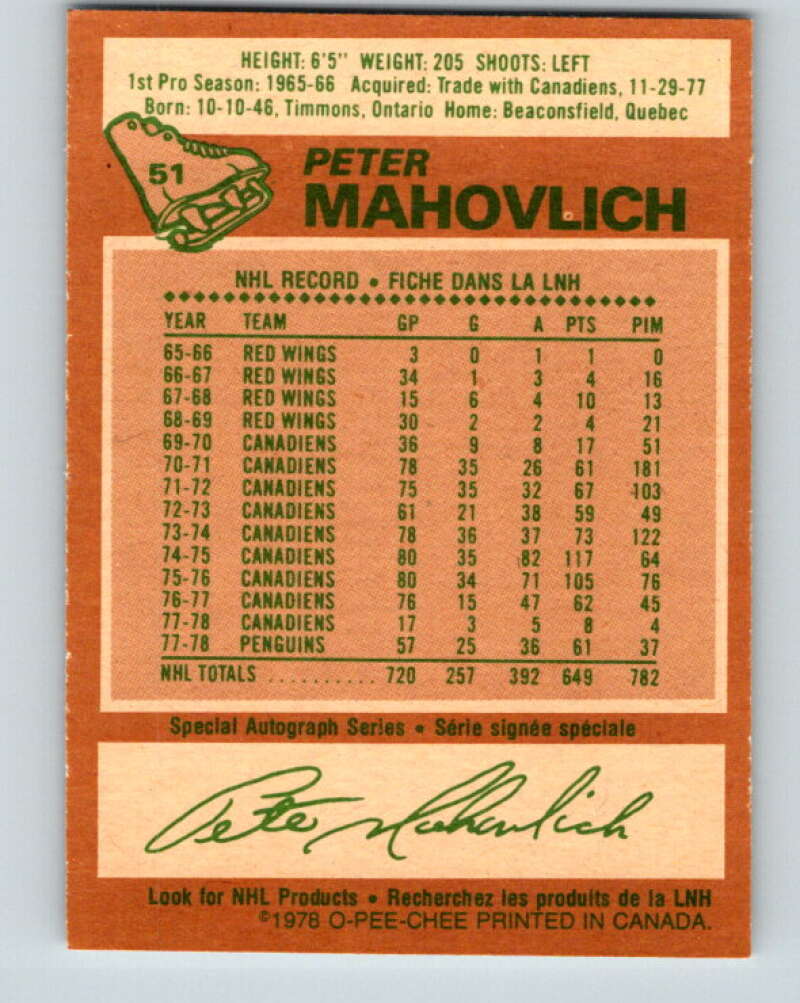 HEIGHT: 6'5" WEIGHT: 205 SHOOTS: LEFT
1st Pro Season: 1965-66 Acquired: Trade with Canadiens, 11-29-77
Born: 10-10-46, Timmons, Ontario Home: Beaconsfield, Quebec
51
PETER
MAHOVLICH
NHL RECORD • FICHE DANS LA LNH
YEAR TEAM GP G A PTS PIM
65-66 RED WINGS 3 0 1 1 0
66-67 RED WINGS 34 1 3 4 16
67-68 RED WINGS 15 6 4 10 13
68-69 RED WINGS 30 2 2 4 21
69-70 CANADIENS 36 9 8 17 51
70-71 CANADIENS 78 35 26 61 181
71-72 CANADIENS 75 35 32 67 103
72-73 CANADIENS 61 21 38 59 49
73-74 CANADIENS 78 36 37 73 122
74-75 CANADIENS 80 35 82 117 64
75-76 CANADIENS 80 34 71 105 76
76-77 CANADIENS 76 15 47 62 45
77-78 CANADIENS 17 3 5 8 4
77-78 PENGUINS 57 25 36 61 37
NHL TOTALS .......... 720 257 392 649 782
Special Autograph Series • Série signée spéciale
Pete Mahovlich
Look for NHL Products • Recherchez les produits de la LNH
©1978 O-PEE-CHEE PRINTED IN CANADA.